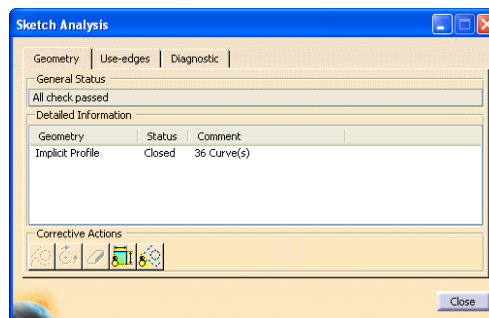 Sketch Analysis
Geometry Use-edges Diagnostic
General Status
All check passed
Detailed Information
Geometry Status Comment
Implicit Profile Closed 36 Curve(s)
Corrective Actions
Close